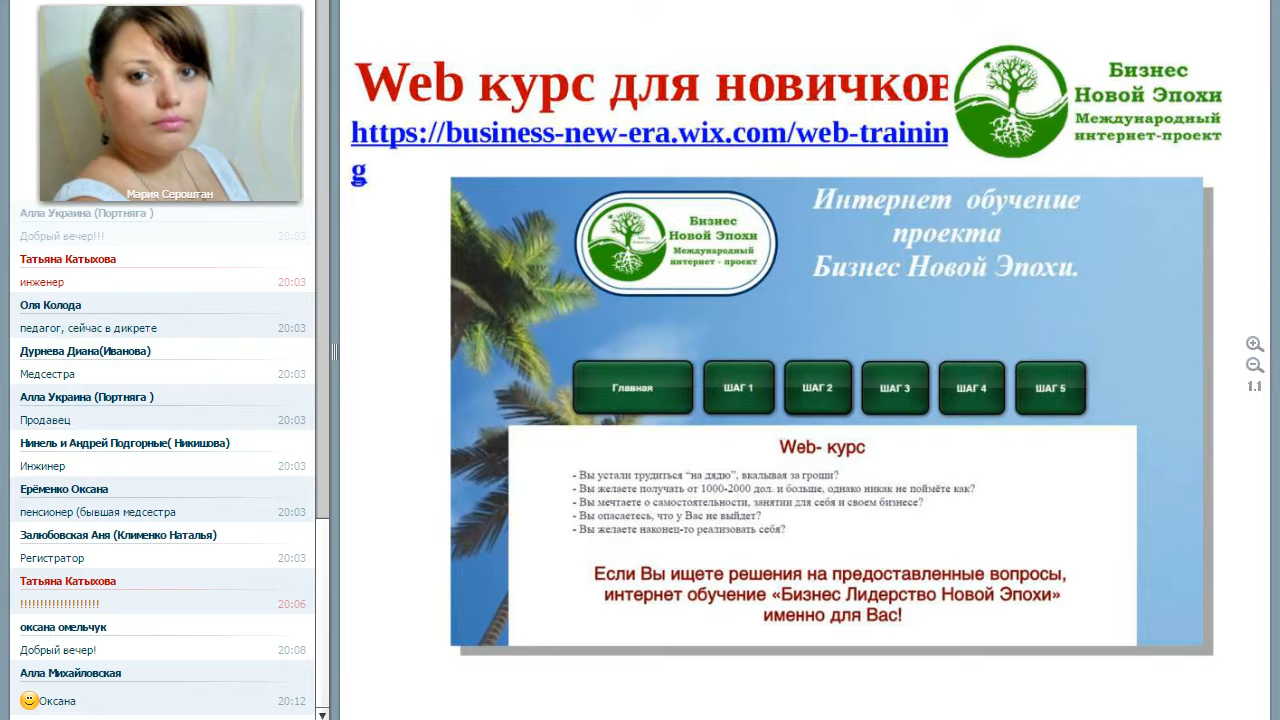 Мария Сероштан
Алла Украина (Портняга )
Добрый вечер!!! 20:03
Татьяна Катыхова
инженер 20:03
Оля Колода
педагог, сейчас в дикрете 20:03
Дурнева Диана(Иванова)
Медсестра 20:03
Алла Украина (Портняга )
Продавец 20:03
Нинель и Андрей Подгорные( Никишова)
Инжинер 20:03
Ерёменко Оксана
пенсионер (бывшая медсестра 20:03
Залюбовская Аня (Клименко Наталья)
Регистратор 20:03
Татьяна Катыхова
!!!!!!!!!!!!!!!!!!!! 20:06
оксана омельчук
Добрый вечер! 20:08
Алла Михайловская
Оксана 20:12
Web курс для новичков
https://business-new-era.wix.com/web-trainin
g
Бизнес
Новой Эпохи
Международный
интернет-проект
Бизнес
Новой Эпохи
Международный
интернет - проект
Интернет обучение
проекта
Бизнес Новой Эпохи.
Главная ШАГ 1 ШАГ 2 ШАГ 3 ШАГ 4 ШАГ 5
Web- курс
- Вы устали трудиться “на дядю”, вкалывая за гроши?
- Вы желаете получать от 1000-2000 дол. и больше, однако никак не поймёте как?
- Вы мечтаете о самостоятельности, занятии для себя и своем бизнесе?
- Вы опасаетесь, что у Вас не выйдет?
- Вы желаете наконец-то реализовать себя?
Если Вы ищете решения на предоставленные вопросы,
интернет обучение «Бизнес Лидерство Новой Эпохи»
именно для Вас!
1.1